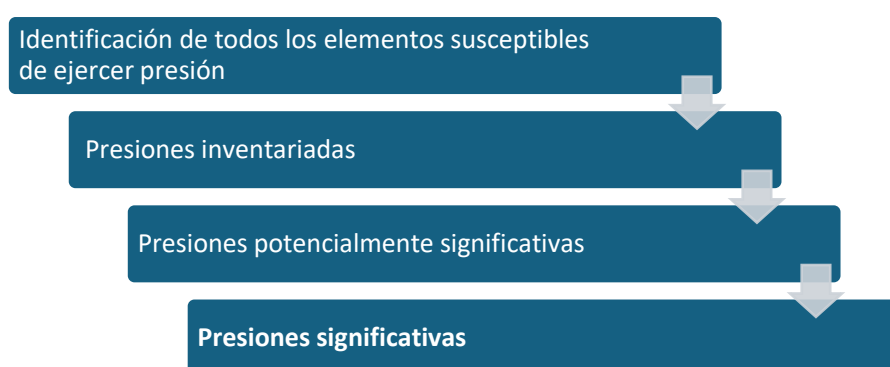 Identificación de todos los elementos susceptibles
de ejercer presión
Presiones inventariadas
Presiones potencialmente significativas
Presiones significativas